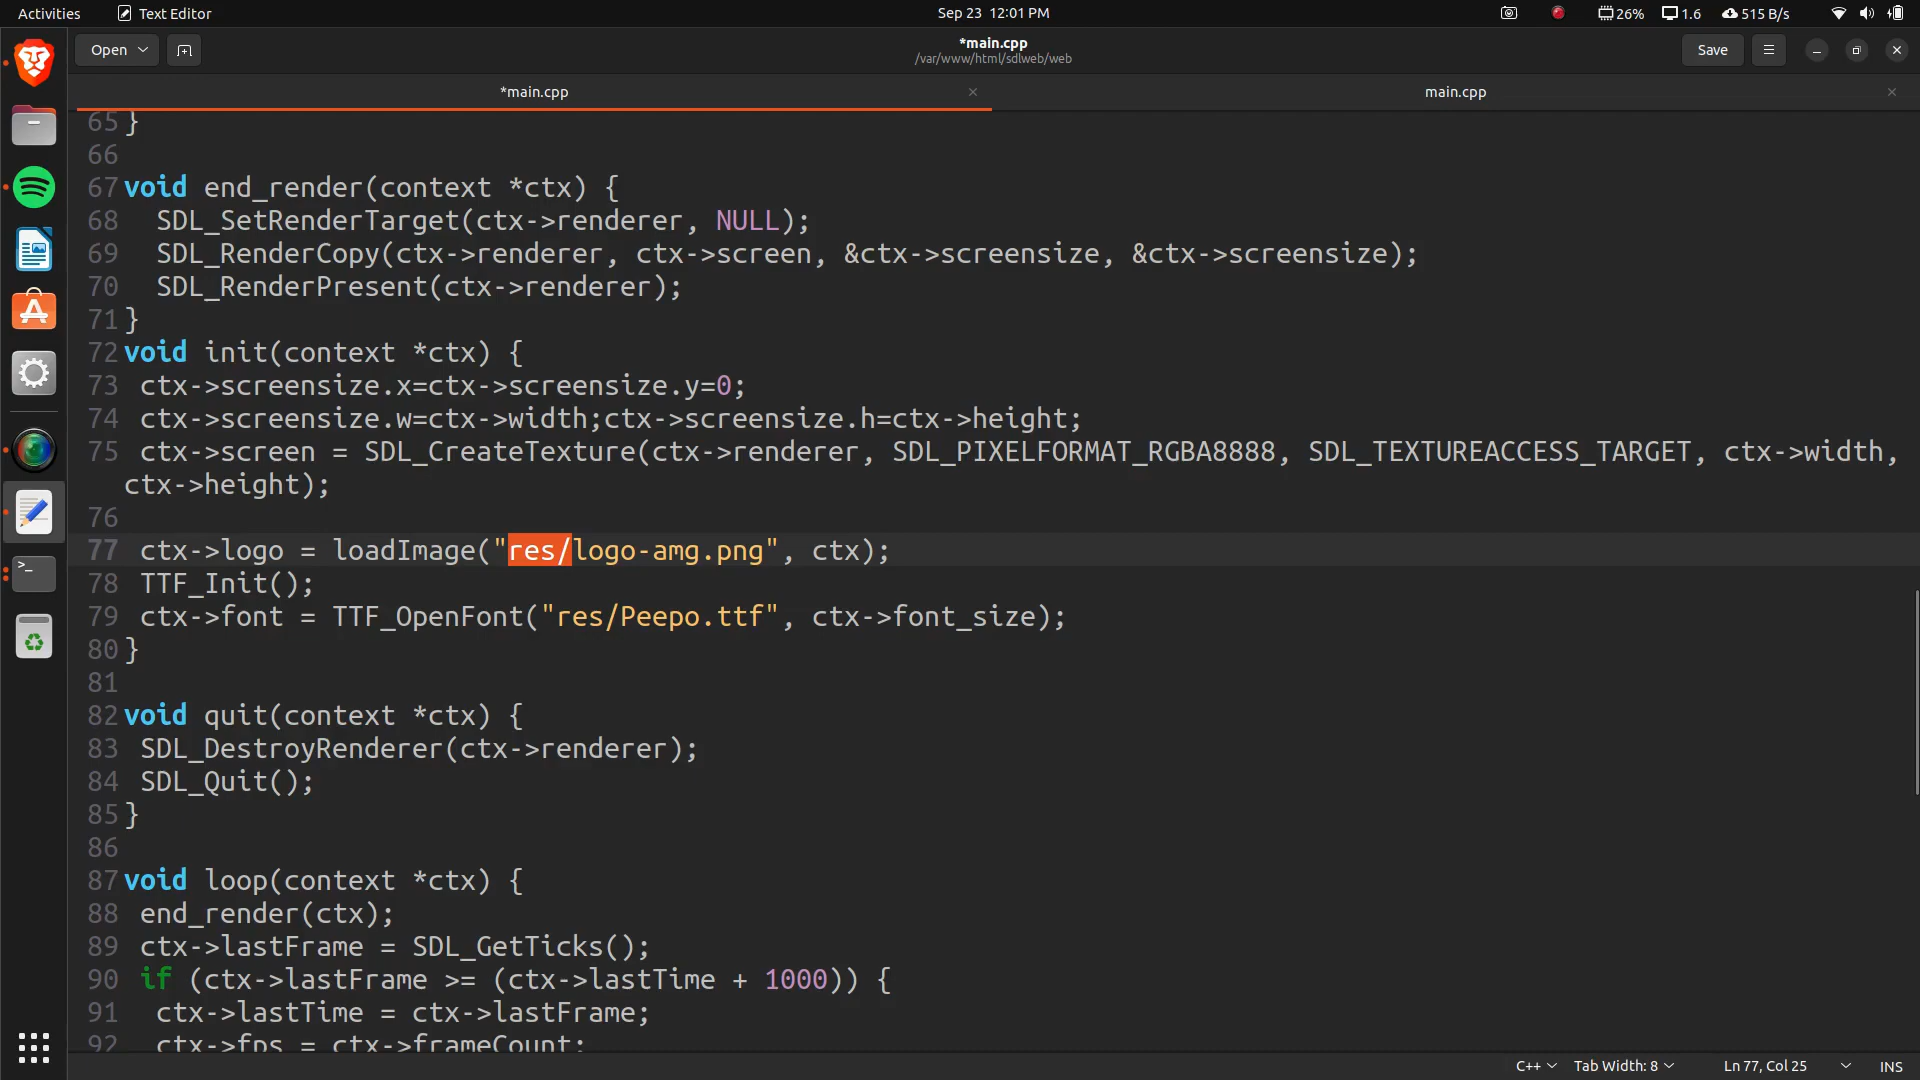 Activities Text Editor Sep 23 12:01 PM 26% 1.6 515 B/s
Open *main.cpp Save
/var/www/html/sdlweb/web
*main.cpp main.cpp
65 }
66
67 void end_render(context *ctx) {
68 SDL_SetRenderTarget(ctx->renderer, NULL);
69 SDL_RenderCopy(ctx->renderer, ctx->screen, &ctx->screensize, &ctx->screensize);
70 SDL_RenderPresent(ctx->renderer);
71 }
72 void init(context *ctx) {
73 ctx->screensize.x=ctx->screensize.y=0;
74 ctx->screensize.w=ctx->width;ctx->screensize.h=ctx->height;
75 ctx->screen = SDL_CreateTexture(ctx->renderer, SDL_PIXELFORMAT_RGBA8888, SDL_TEXTUREACCESS_TARGET, ctx->width,
ctx->height);
76
77 ctx->logo = loadImage("res/logo-amg.png", ctx);
78 TTF_Init();
79 ctx->font = TTF_OpenFont("res/Peepo.ttf", ctx->font_size);
80 }
81
82 void quit(context *ctx) {
83 SDL_DestroyRenderer(ctx->renderer);
84 SDL_Quit();
85 }
86
87 void loop(context *ctx) {
88 end_render(ctx);
89 ctx->lastFrame = SDL_GetTicks();
90 if (ctx->lastFrame >= (ctx->lastTime + 1000)) {
91 ctx->lastTime = ctx->lastFrame;
92 ctx->fps = ctx->frameCount;
C++ Tab Width: 8 Ln 77, Col 25 INS